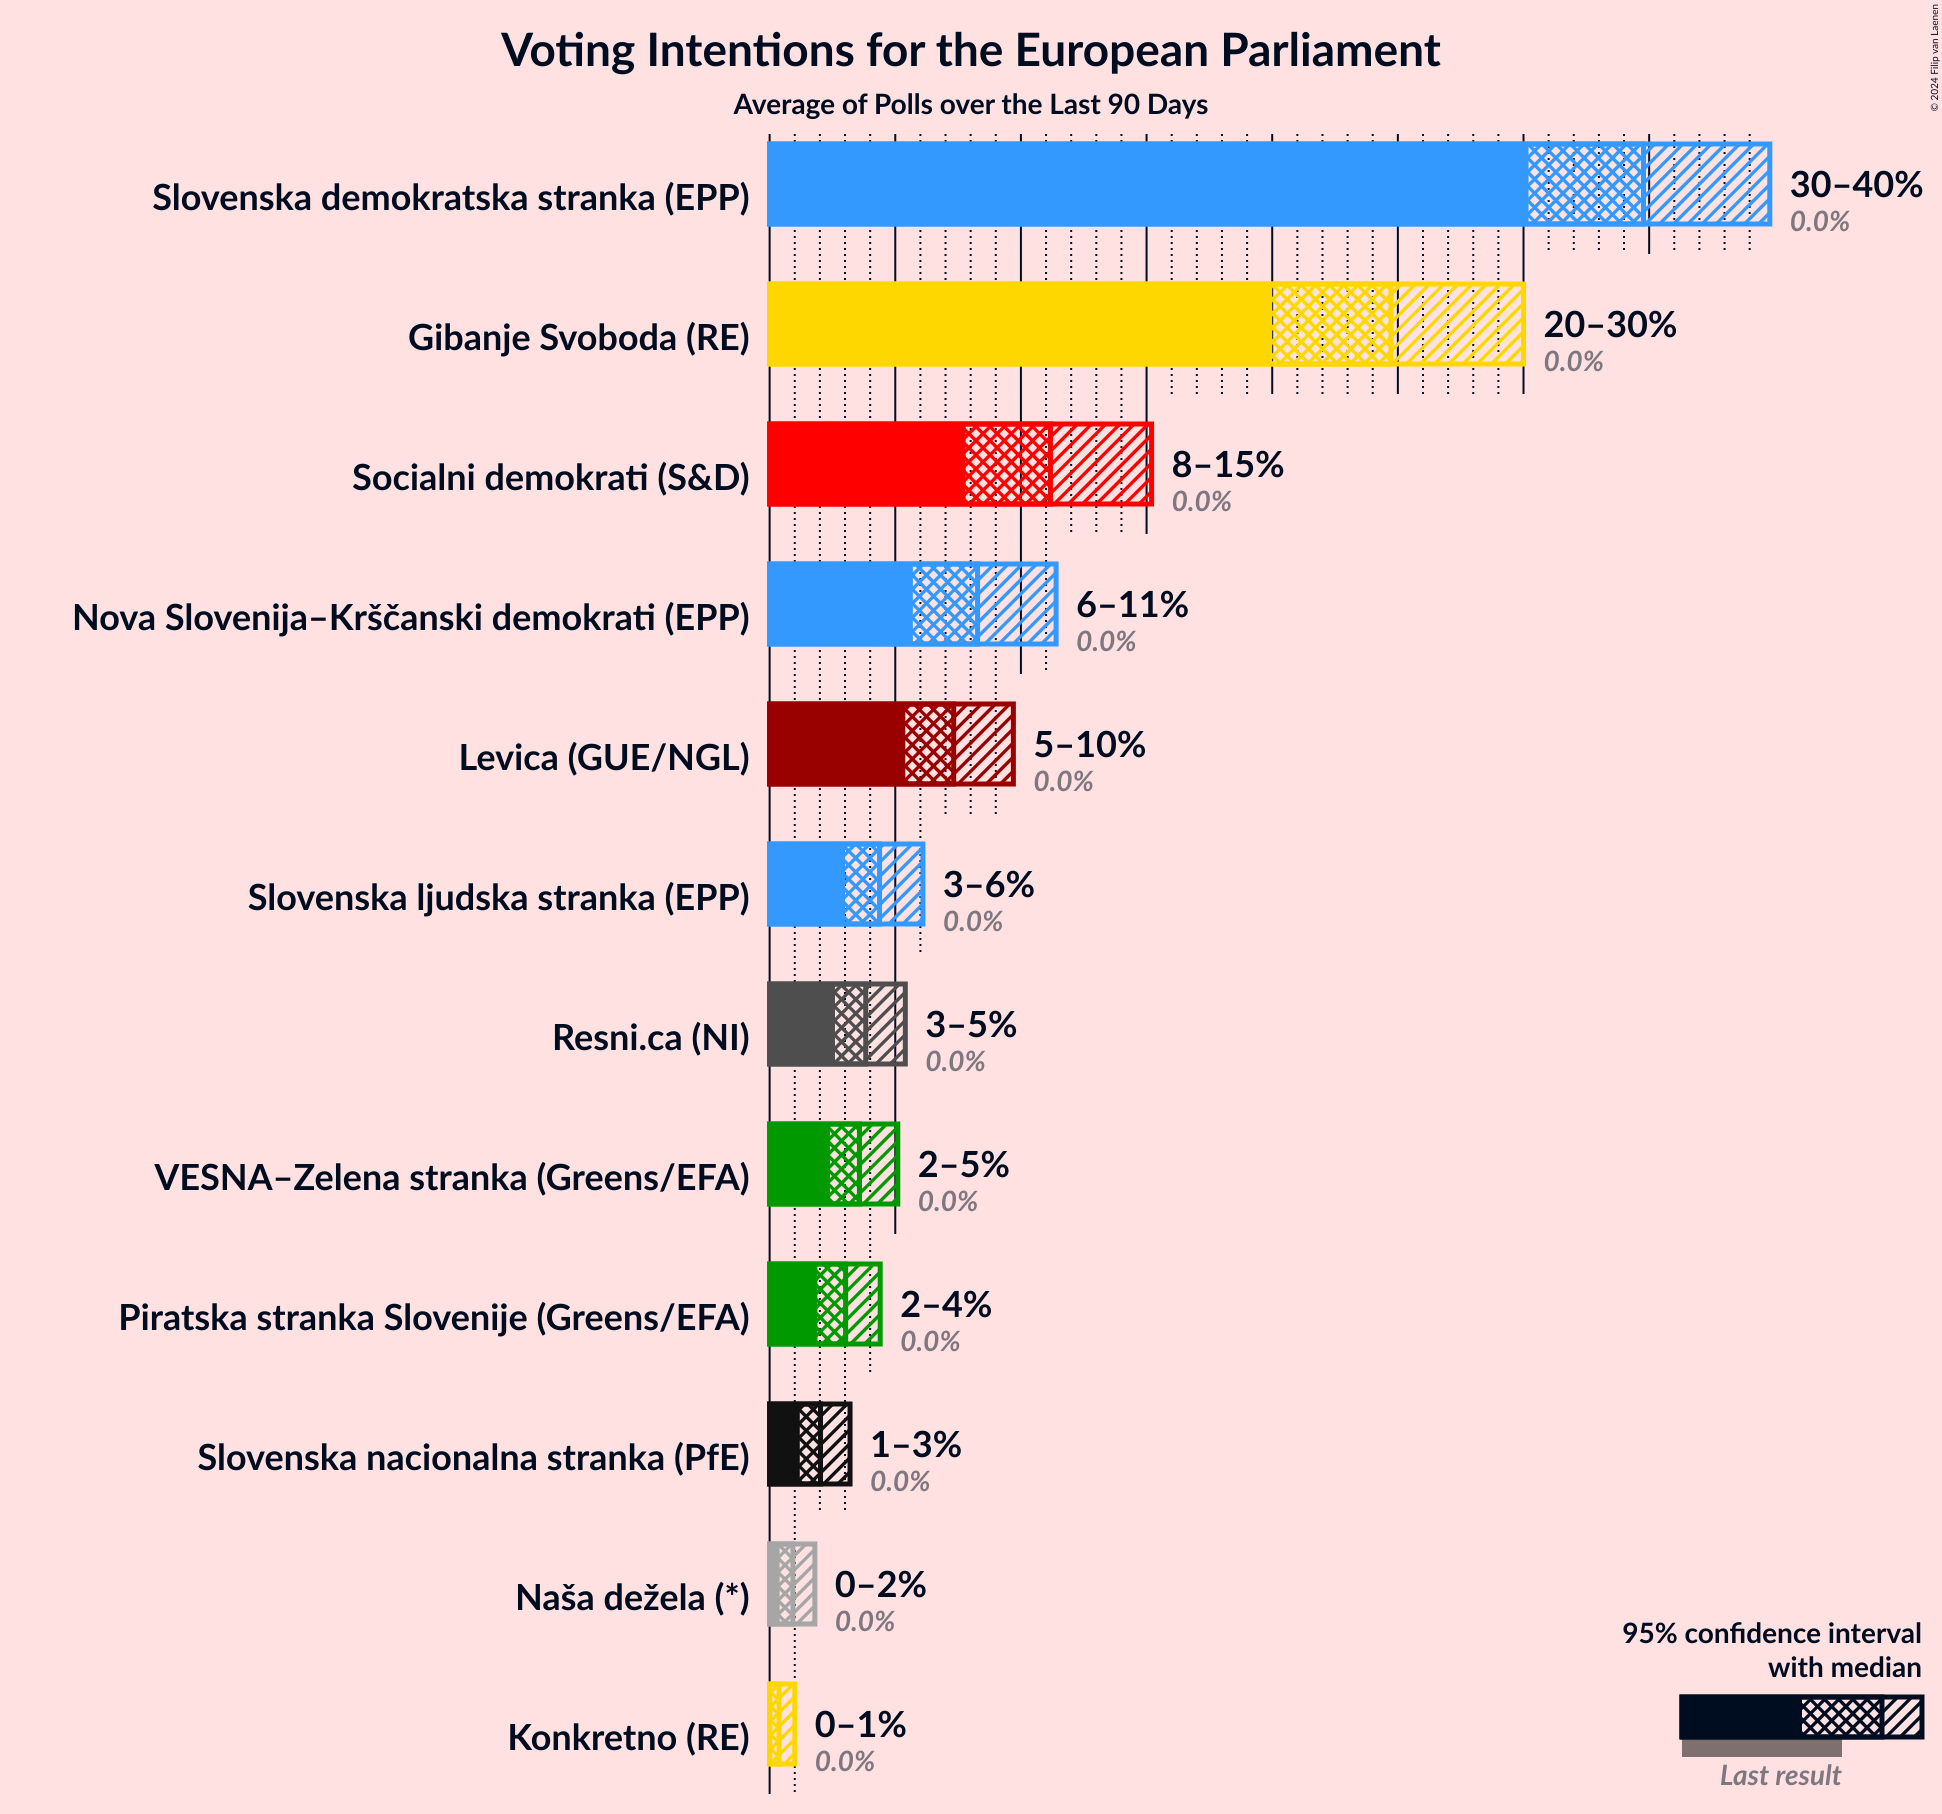 Voting Intentions for the European Parliament
Average of Polls over the Last 90 Days
© 2024 Filip van Laenen
Slovenska demokratska stranka (EPP)
30–40%
0.0%
Gibanje Svoboda (RE)
20–30%
0.0%
Socialni demokrati (S&D)
8–15%
0.0%
Nova Slovenija–Krščanski demokrati (EPP)
6–11%
0.0%
Levica (GUE/NGL)
5–10%
0.0%
Slovenska ljudska stranka (EPP)
3–6%
0.0%
Resni.ca (NI)
3–5%
0.0%
VESNA–Zelena stranka (Greens/EFA)
2–5%
0.0%
Piratska stranka Slovenije (Greens/EFA)
2–4%
0.0%
Slovenska nacionalna stranka (PfE)
1–3%
0.0%
Naša dežela (*)
0–2%
0.0%
Konkretno (RE)
0–1%
0.0%
95% confidence interval
with median
Last result